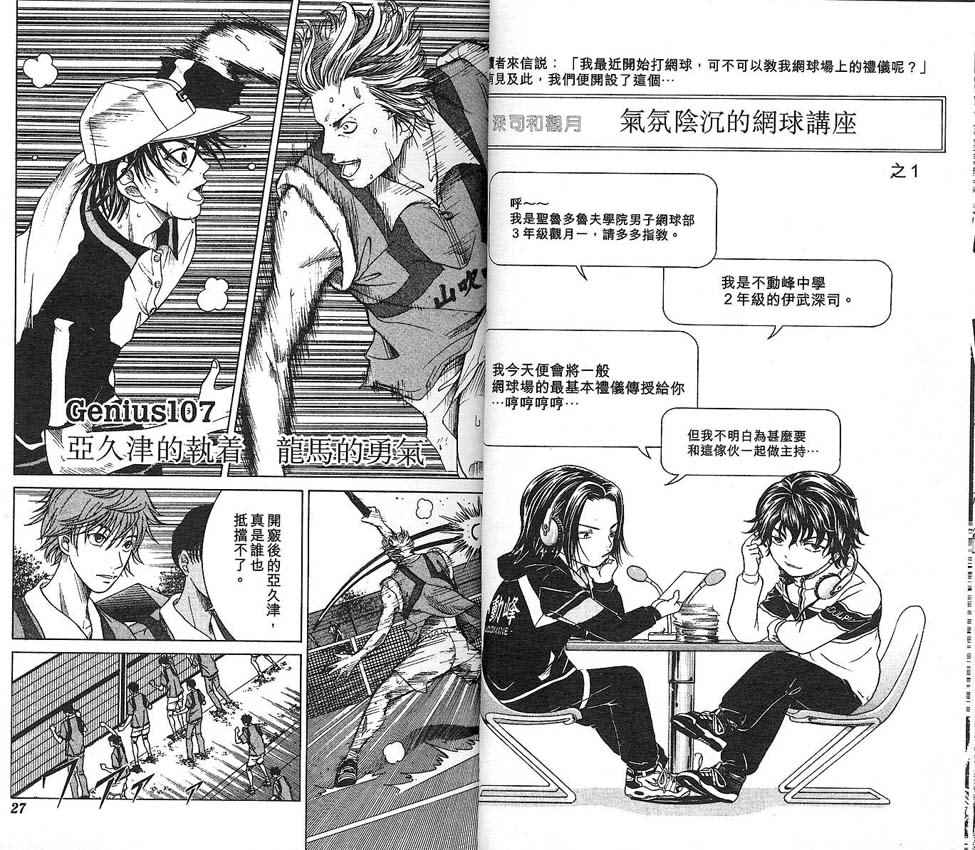 讀者來信説：「我最近開始打網球，可不可以教我網球場上的禮儀呢？」
有見及此，我們便開設了這個…
深司和觀月
氣氛陰沉的網球講座
之1
呼～～
我是聖魯多魯夫學院男子網球部
3年級觀月一，請多多指教。
我是不動峰中學
2年級的伊武深司。
我今天便會將一般
網球場的最基本禮儀傳授給你
…哼哼哼哼…
但我不明白為甚麼要
和這傢伙一起做主持…
動峰
山吹
Genius107
亞久津的執着 龍馬的勇氣
開竅後的亞久津，
真是誰也
抵擋不了。
27